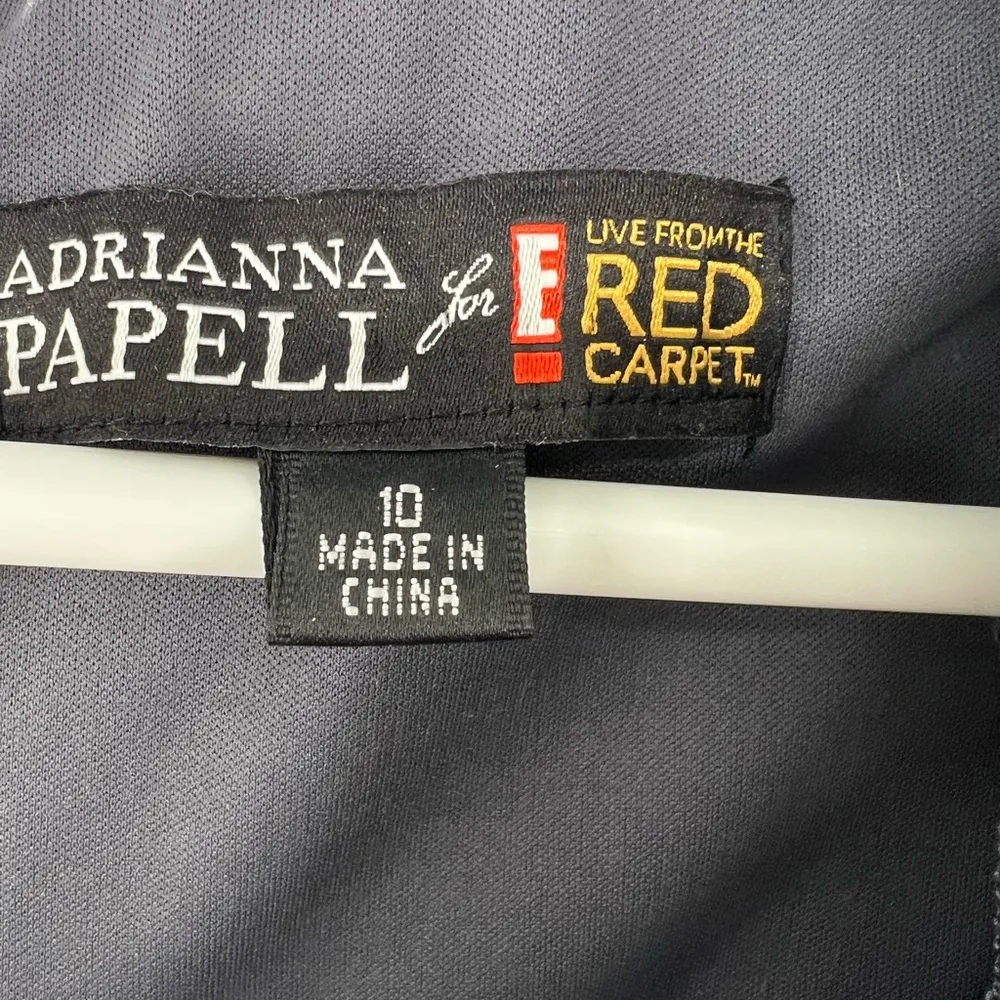 ADRIANNA
PAPELL
for
E!
LIVE FROM THE
RED
CARPET™
10
MADE IN
CHINA